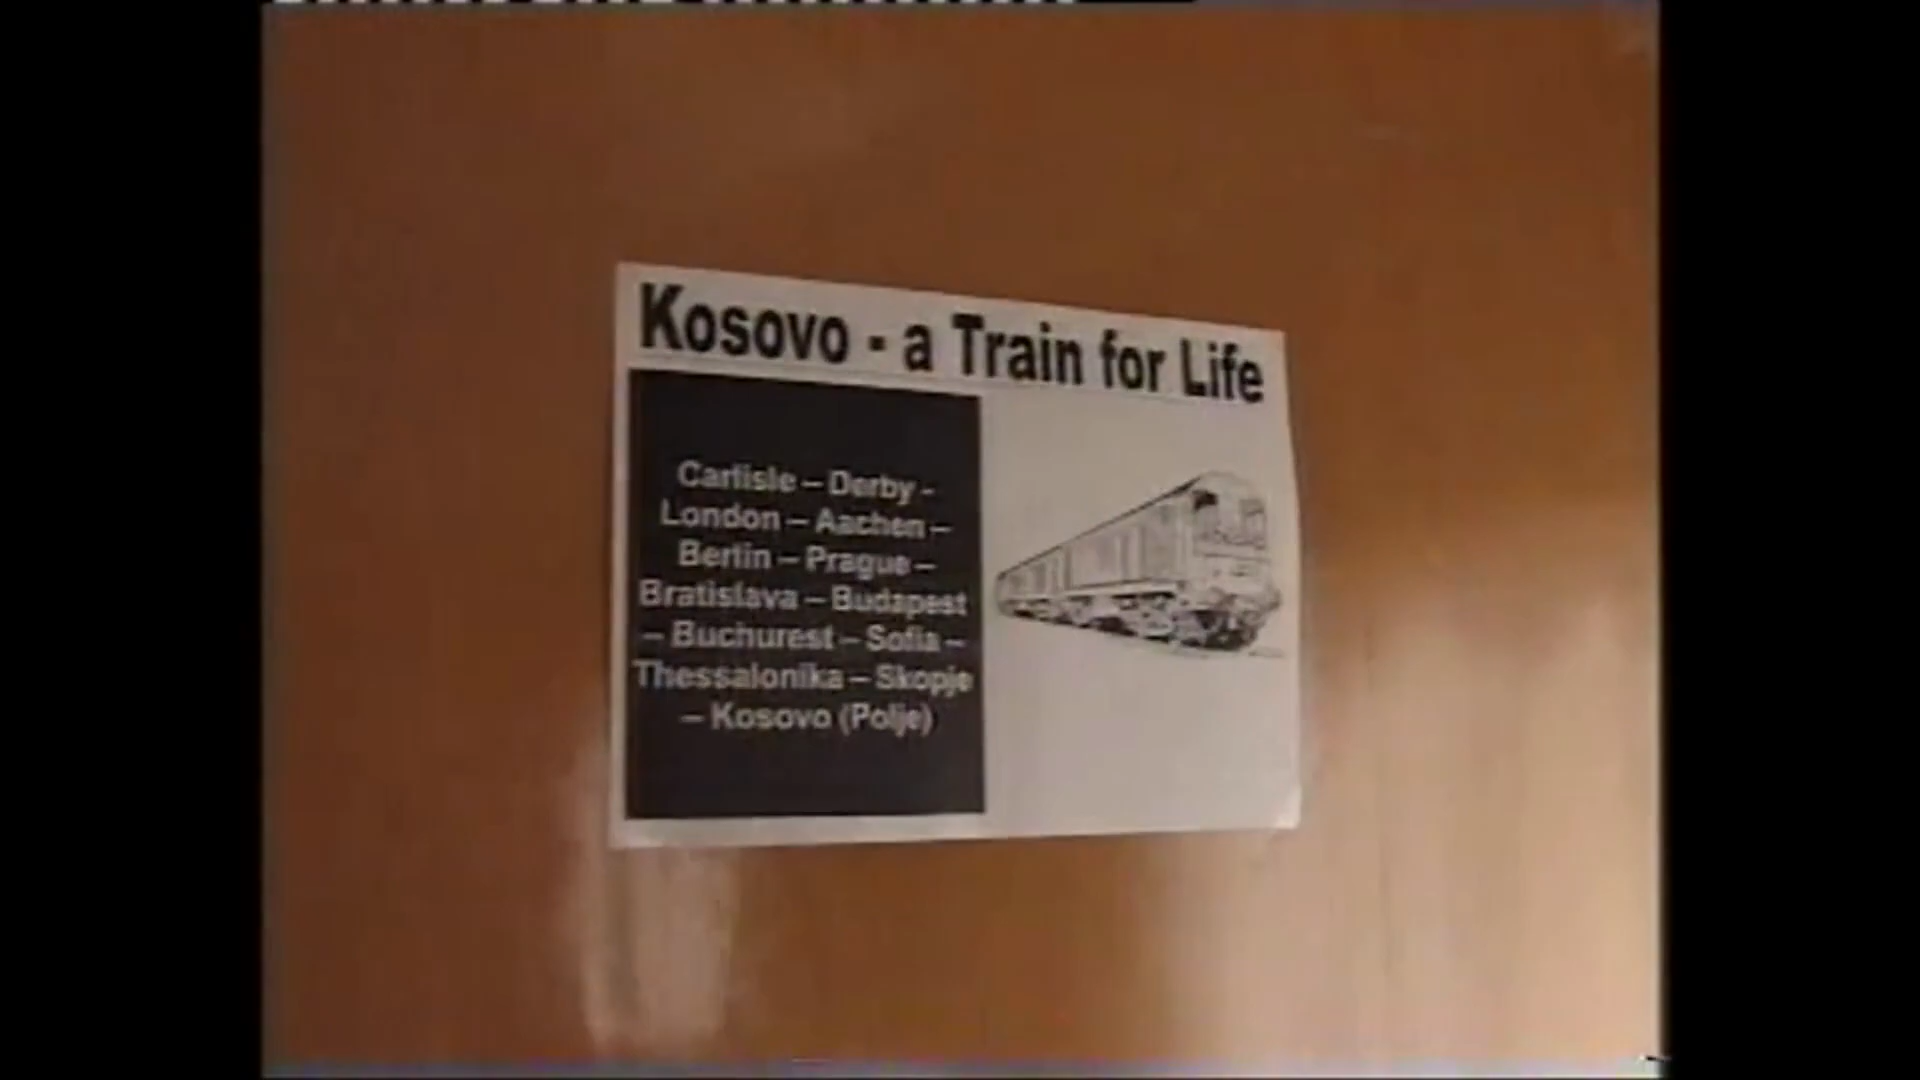 Kosovo - a Train for Life
Carlisle – Derby -
London – Aachen –
Berlin – Prague –
Bratislava – Budapest
– Buchurest – Sofia –
Thessalonika – Skopje
– Kosovo (Polje)